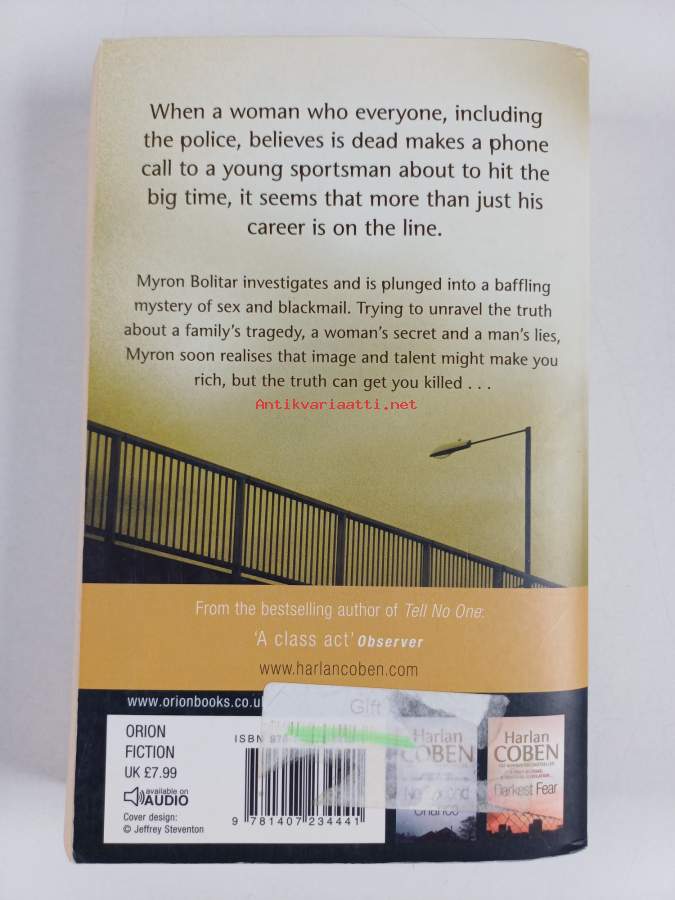 When a woman who everyone, including
the police, believes is dead makes a phone
call to a young sportsman about to hit the
big time, it seems that more than just his
career is on the line.
Myron Bolitar investigates and is plunged into a baffling
mystery of sex and blackmail. Trying to unravel the truth
about a family's tragedy, a woman's secret and a man's lies,
Myron soon realises that image and talent might make you
rich, but the truth can get you killed . . .
Antikvariaatti.net
From the bestselling author of Tell No One:
'A class act' Observer
www.harlancoben.com
www.orionbooks.co.uk
Gift
ORION
FICTION
UK £7.99
available on
AUDIO
Cover design:
© Jeffrey Steventon
ISBN 978
9 781407 234441
Harlan
COBEN
Chance
Harlan
COBEN
Darkest Fear